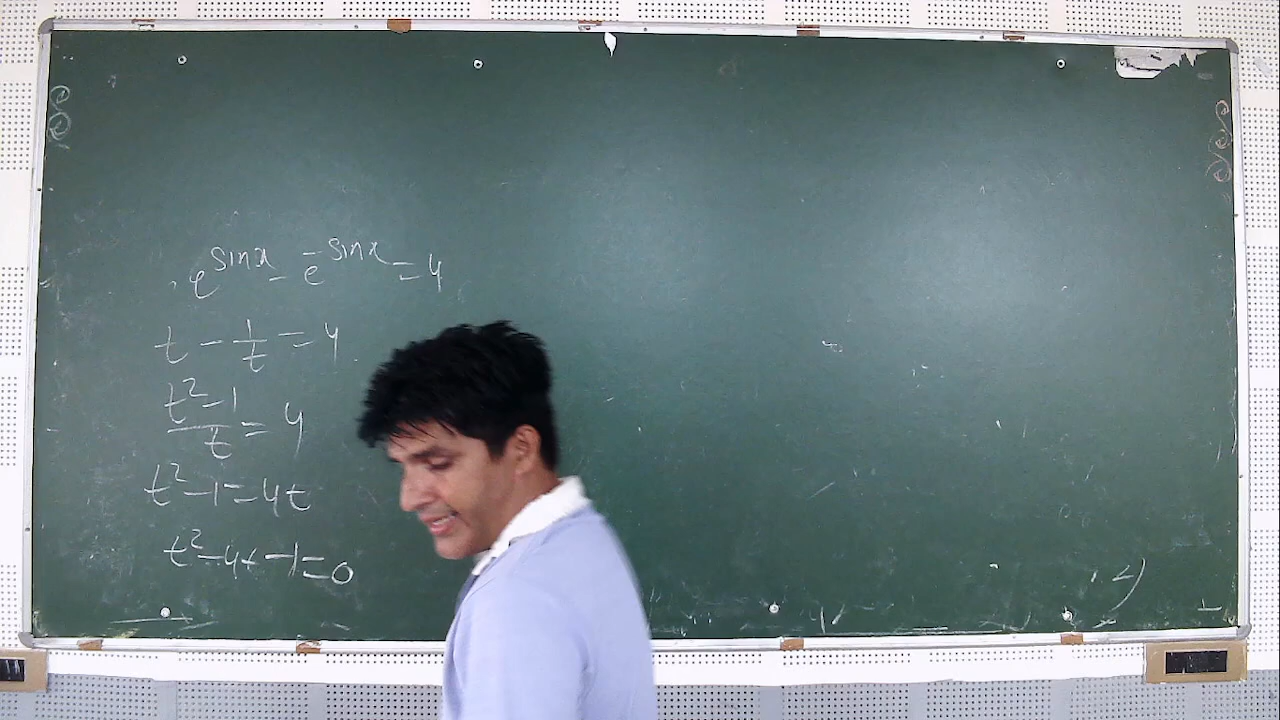 e^sinx - e^-sinx = 4
t - 1/t = 4
(t² - 1)/t = 4
t² - 1 = 4t
t² - 4t - 1 = 0